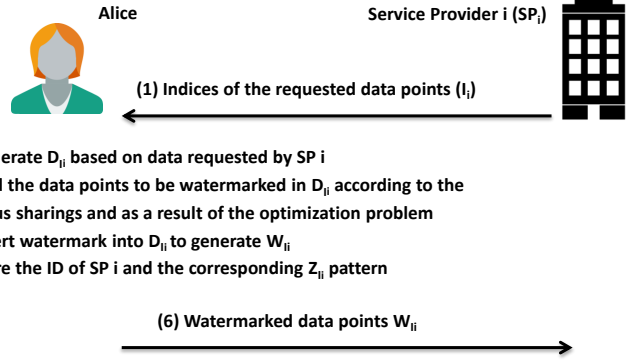 Alice
Service Provider i (SPi)
(1) Indices of the requested data points (Ii)
erate DIi based on data requested by SP i
the data points to be watermarked in DIi according to the
us sharings and as a result of the optimization problem
ert watermark into DIi to generate WIi
re the ID of SP i and the corresponding ZIi pattern
(6) Watermarked data points WIi